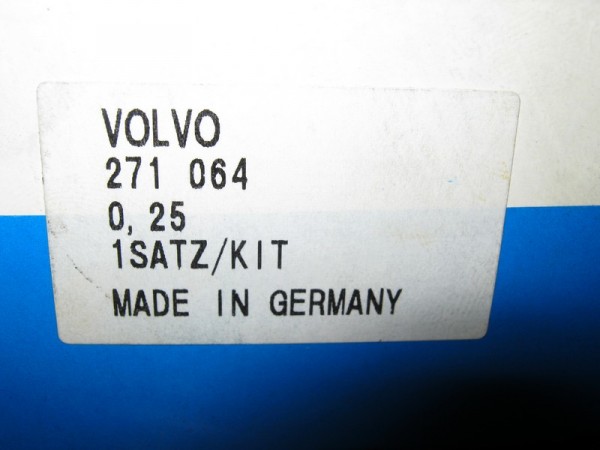 VOLVO
271 064
0, 25
1SATZ/KIT
MADE IN GERMANY